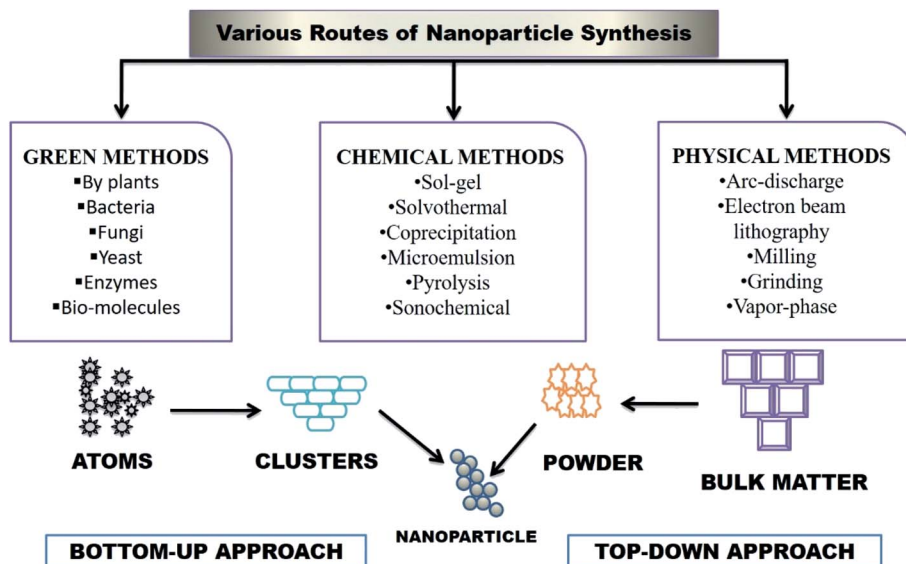 Various Routes of Nanoparticle Synthesis
GREEN METHODS
▪By plants
▪Bacteria
▪Fungi
▪Yeast
▪Enzymes
▪Bio-molecules
CHEMICAL METHODS
•Sol-gel
•Solvothermal
•Coprecipitation
•Microemulsion
•Pyrolysis
•Sonochemical
PHYSICAL METHODS
•Arc-discharge
•Electron beam
lithography
•Milling
•Grinding
•Vapor-phase
ATOMS
CLUSTERS
POWDER
BULK MATTER
NANOPARTICLE
BOTTOM-UP APPROACH
TOP-DOWN APPROACH